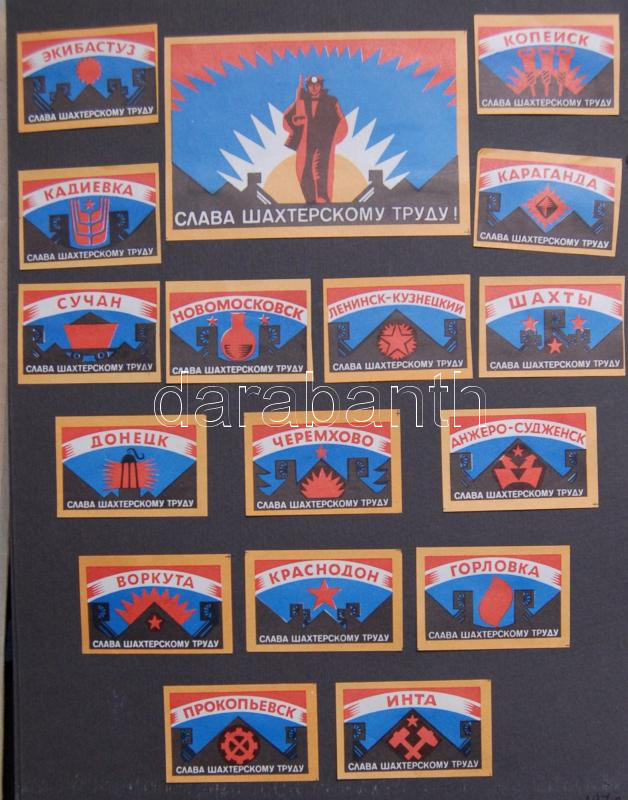 ЭКИБАСТУЗ
СЛАВА ШАХТЕРСКОМУ ТРУДУ
СЛАВА ШАХТЕРСКОМУ ТРУДУ!
КОПЕЙСК
СЛАВА ШАХТЕРСКОМУ ТРУДУ
КАДИЕВКА
СЛАВА ШАХТЕРСКОМУ ТРУДУ
КАРАГАНДА
СЛАВА ШАХТЕРСКОМУ ТРУДУ
СУЧАН
СЛАВА ШАХТЕРСКОМУ ТРУДУ
НОВОМОСКОВСК
СЛАВА ШАХТЕРСКОМУ ТРУДУ
ЛЕНИНСК-КУЗНЕЦКИЙ
СЛАВА ШАХТЕРСКОМУ ТРУДУ
ШАХТЫ
СЛАВА ШАХТЕРСКОМУ ТРУДУ
darabanth
ДОНЕЦК
СЛАВА ШАХТЕРСКОМУ ТРУДУ
ЧЕРЕМХОВО
СЛАВА ШАХТЕРСКОМУ ТРУДУ
АНЖЕРО-СУДЖЕНСК
СЛАВА ШАХТЕРСКОМУ ТРУДУ
ВОРКУТА
СЛАВА ШАХТЕРСКОМУ ТРУДУ
КРАСНОДОН
СЛАВА ШАХТЕРСКОМУ ТРУДУ
ГОРЛОВКА
СЛАВА ШАХТЕРСКОМУ ТРУДУ
ПРОКОПЬЕВСК
СЛАВА ШАХТЕРСКОМУ ТРУДУ
ИНТА
СЛАВА ШАХТЕРСКОМУ ТРУДУ